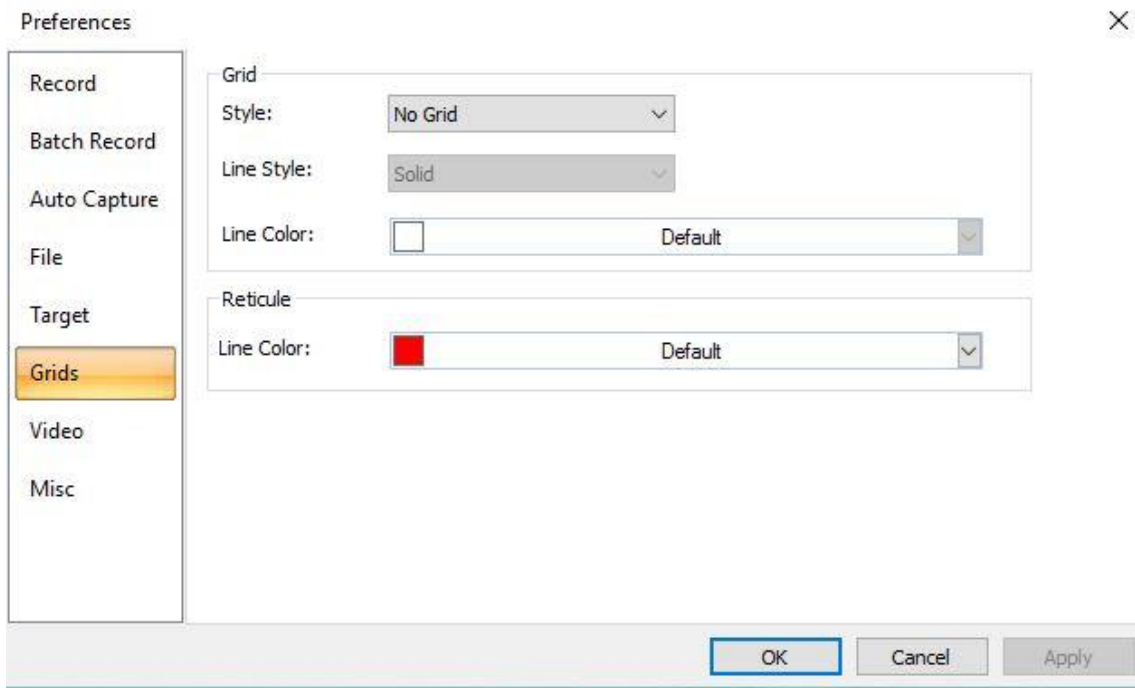 Preferences
Record
Batch Record
Auto Capture
File
Target
Grids
Video
Misc
Grid
Style: No Grid
Line Style: Solid
Line Color: Default
Reticule
Line Color: Default
OK Cancel Apply